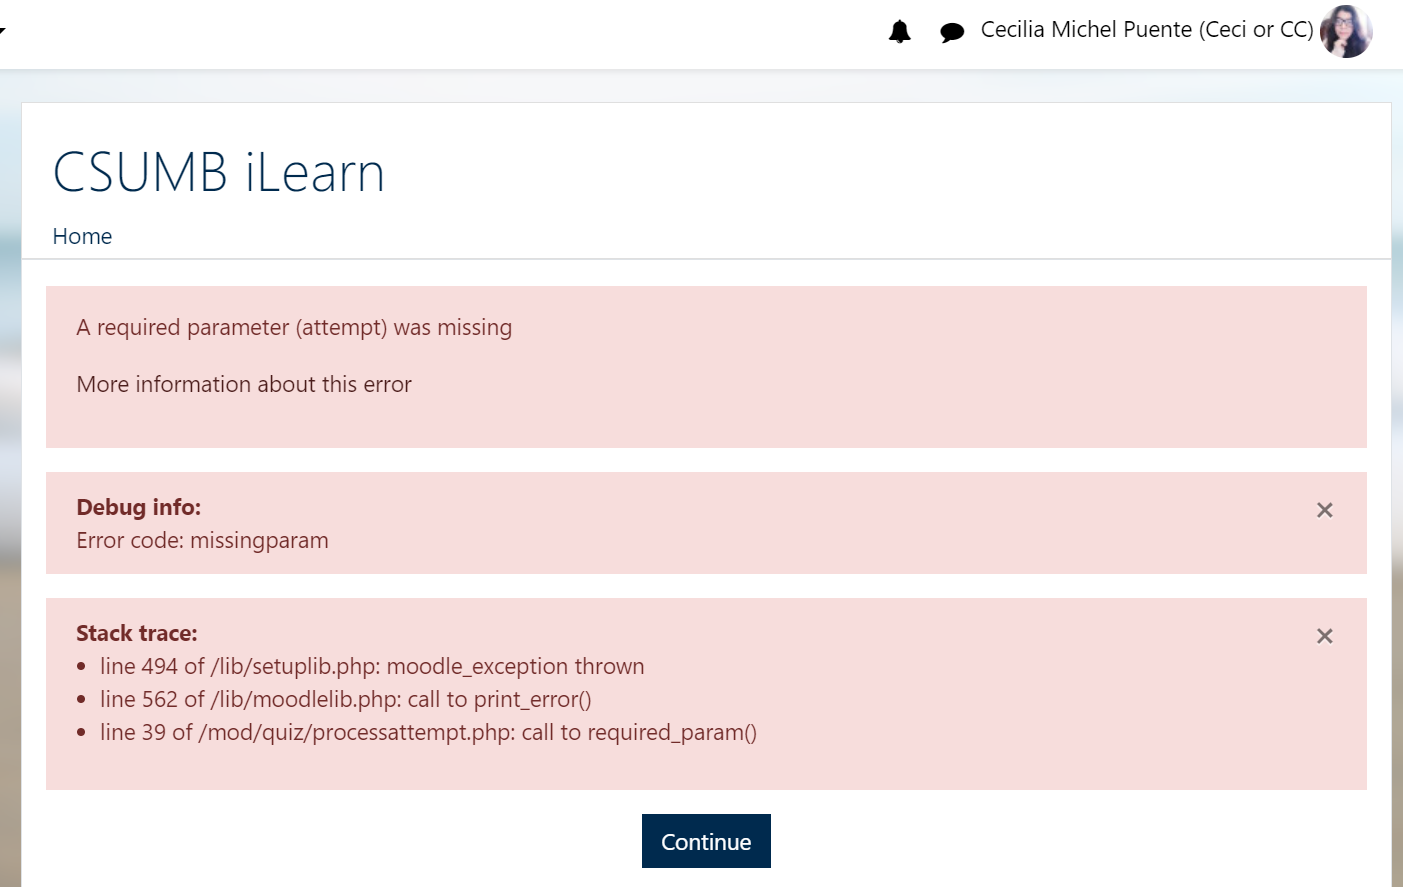 Cecilia Michel Puente (Ceci or CC)
CSUMB iLearn
Home
A required parameter (attempt) was missing
More information about this error
Debug info:
Error code: missingparam
Stack trace:
• line 494 of /lib/setuplib.php: moodle_exception thrown
• line 562 of /lib/moodlelib.php: call to print_error()
• line 39 of /mod/quiz/processattempt.php: call to required_param()
Continue